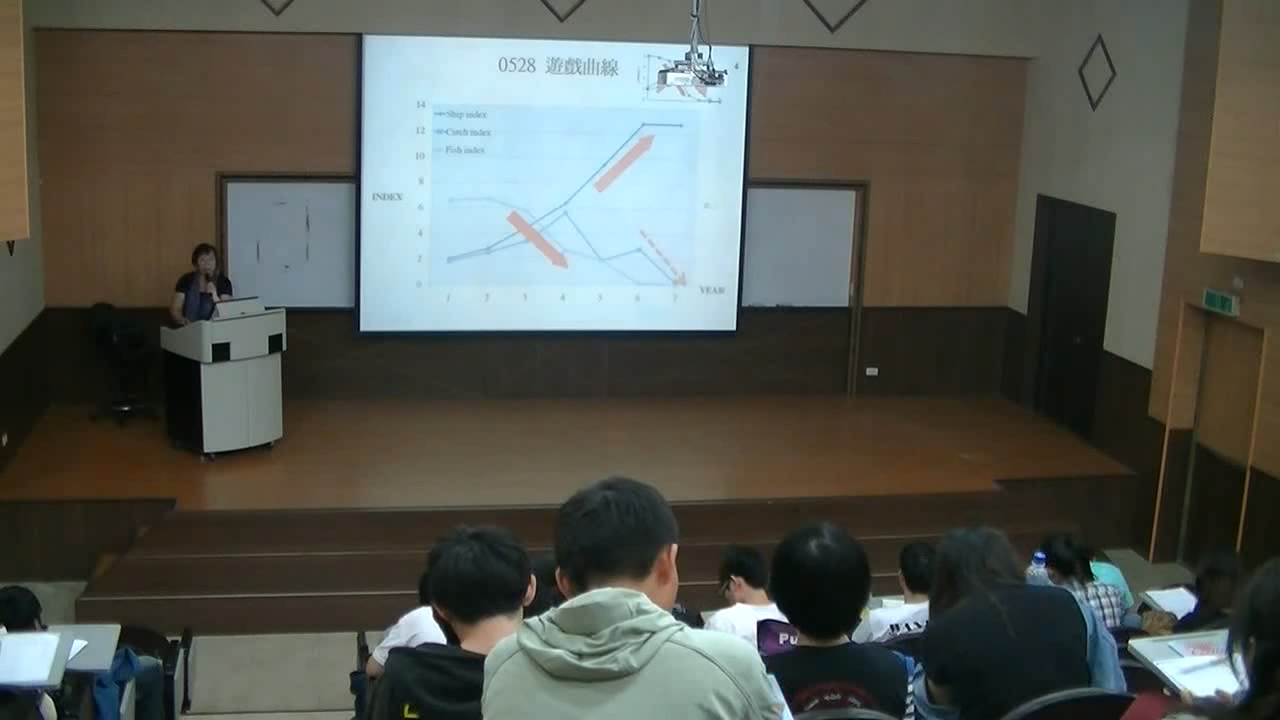 0528 遊戲曲線
14
Ship index
12
Catch index
10
Fish index
8
INDEX
6
4
2
0
YEAR
1 2 3 4 5 6 7
PU